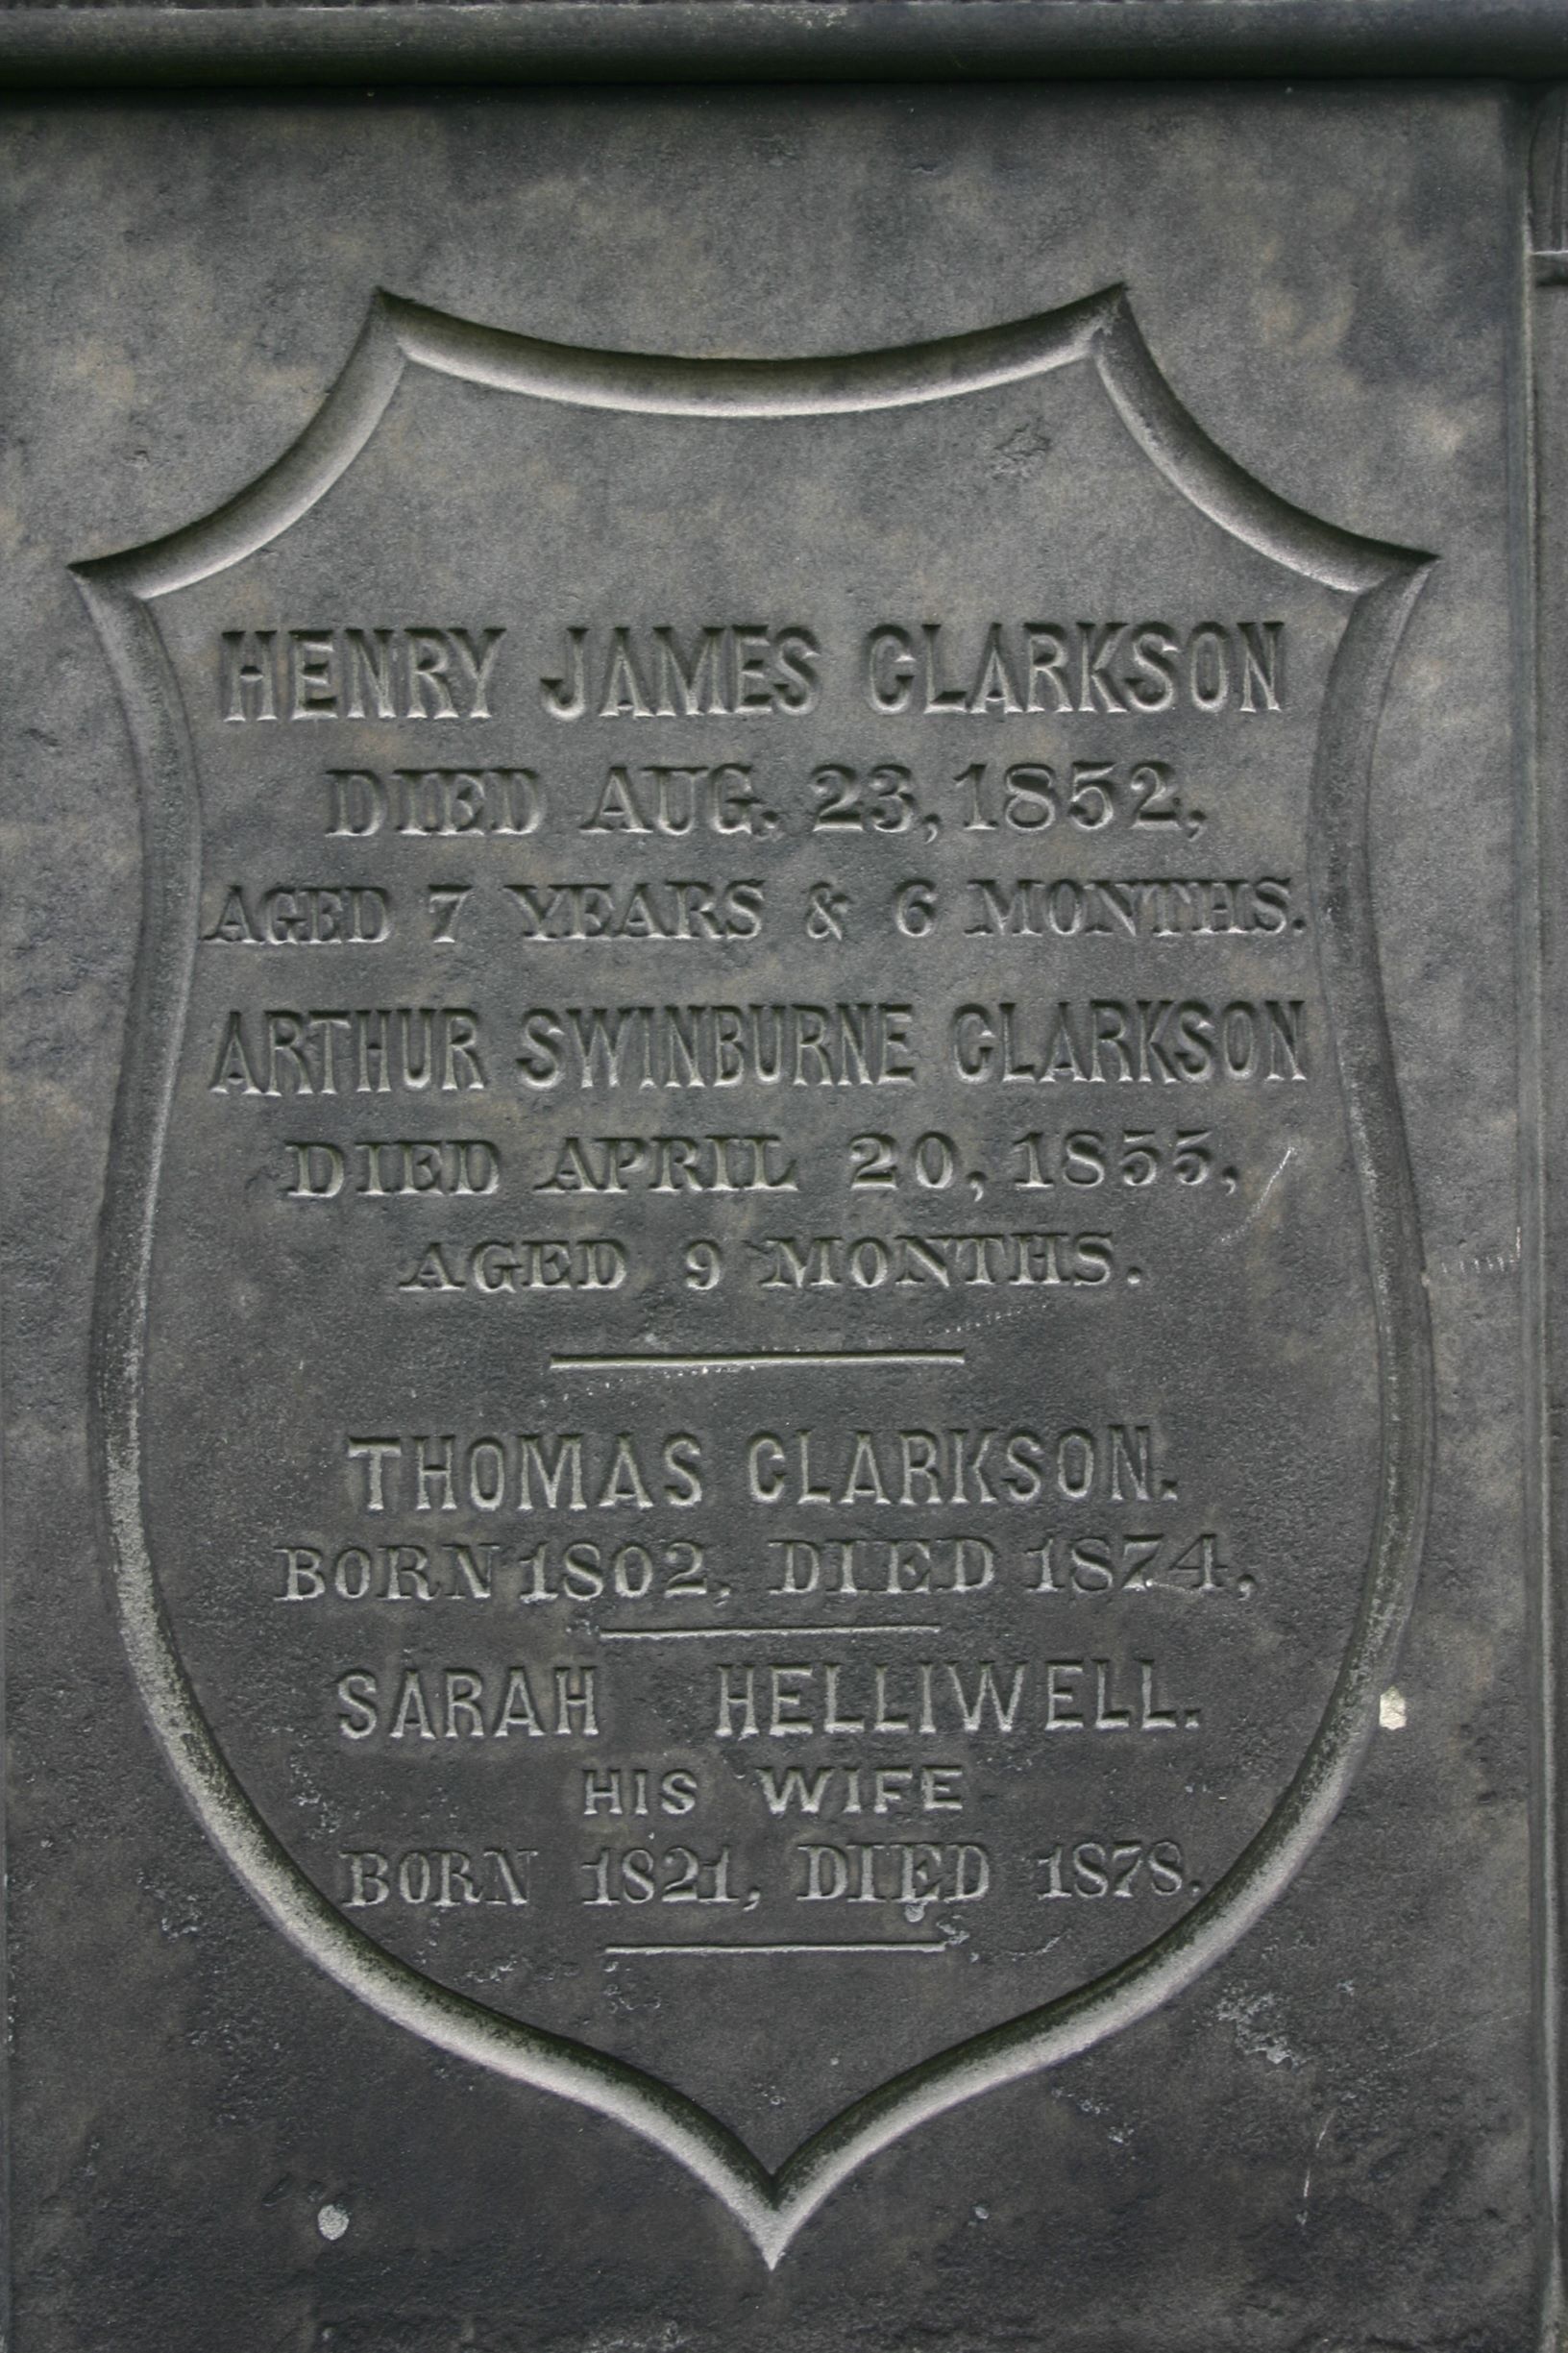 HENRY JAMES CLARKSON
DIED AUG. 23, 1852,
AGED 7 YEARS & 6 MONTHS.
ARTHUR SWINBURNE CLARKSON
DIED APRIL 20, 1855,
AGED 9 MONTHS.
THOMAS CLARKSON.
BORN 1802, DIED 1874,
SARAH HELLIWELL.
HIS WIFE
BORN 1821, DIED 1878.